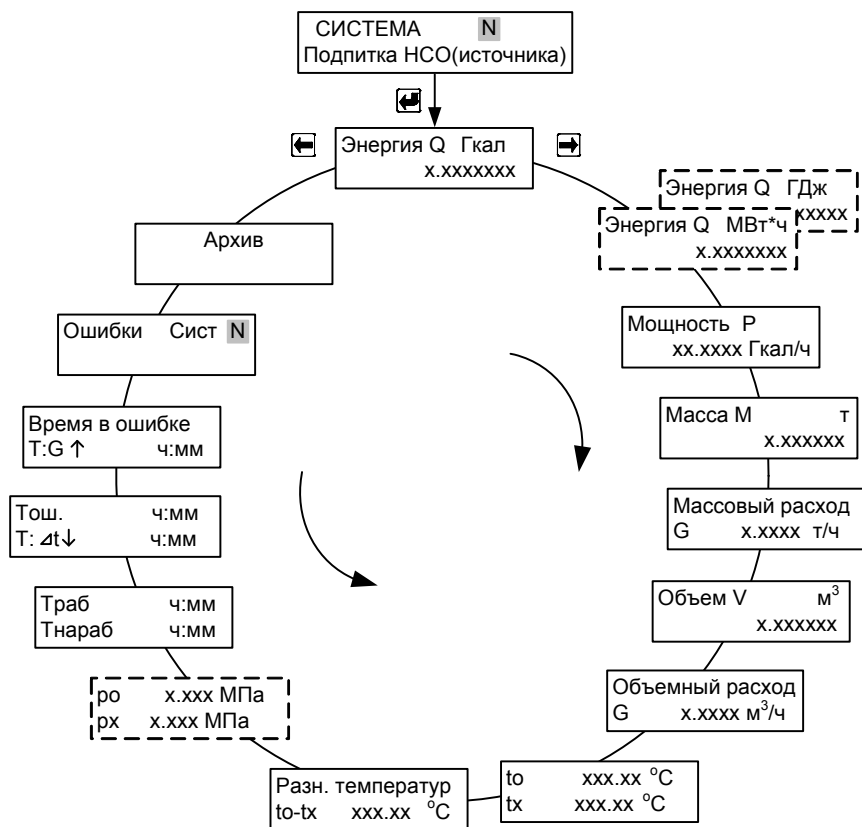 СИСТЕМА N
Подпитка НСО(источника)
Энергия Q Гкал
x.xxxxxxx
Энергия Q ГДж
xxxxx
Энергия Q МВт*ч
x.xxxxxxx
Мощность P
xx.xxxx Гкал/ч
Масса M т
x.xxxxxx
Массовый расход
G x.xxxx т/ч
Объем V м³
x.xxxxxx
Объемный расход
G x.xxxx м³/ч
to xxx.xx °C
tx xxx.xx °C
Разн. температур
to-tx xxx.xx °C
po x.xxx МПа
px x.xxx МПа
Траб ч:мм
Тнараб ч:мм
Тош. ч:мм
T: ⊿t↓ ч:мм
Время в ошибке
T:G ↑ ч:мм
Ошибки Сист N
Архив